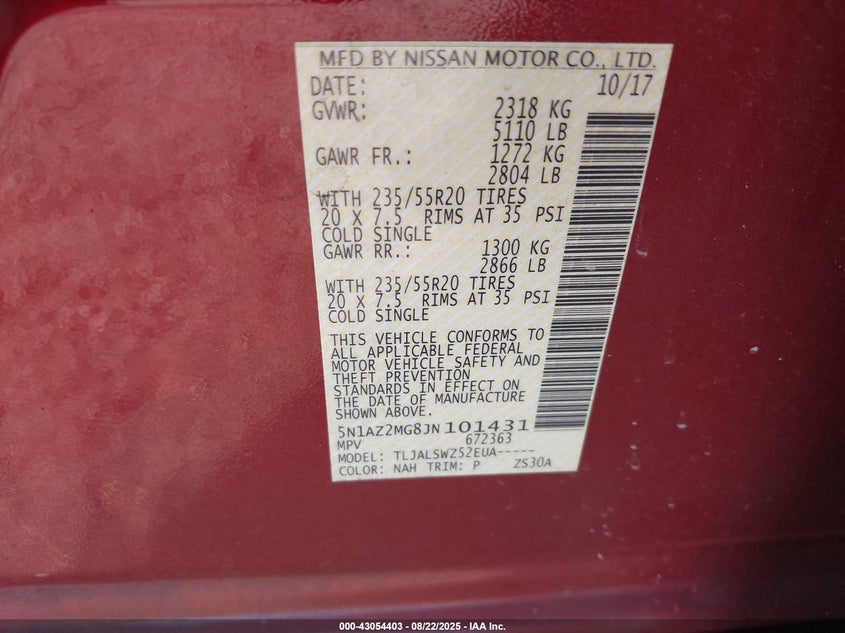 MFD BY NISSAN MOTOR CO., LTD.
DATE: 10/17
GVWR: 2318 KG
5110 LB
GAWR FR.: 1272 KG
2804 LB
WITH 235/55R20 TIRES
20 X 7.5 RIMS AT 35 PSI
COLD SINGLE
GAWR RR.: 1300 KG
2866 LB
WITH 235/55R20 TIRES
20 X 7.5 RIMS AT 35 PSI
COLD SINGLE
THIS VEHICLE CONFORMS TO
ALL APPLICABLE FEDERAL
MOTOR VEHICLE SAFETY AND
THEFT PREVENTION
STANDARDS IN EFFECT ON
THE DATE OF MANUFACTURE
SHOWN ABOVE.
5N1AZ2MG8JN101431
MPV 672363
MODEL: TLJALSWZ52EUA-----
COLOR: NAH TRIM: P ZS30A
000-43054403 - 08/22/2025 - IAA Inc.